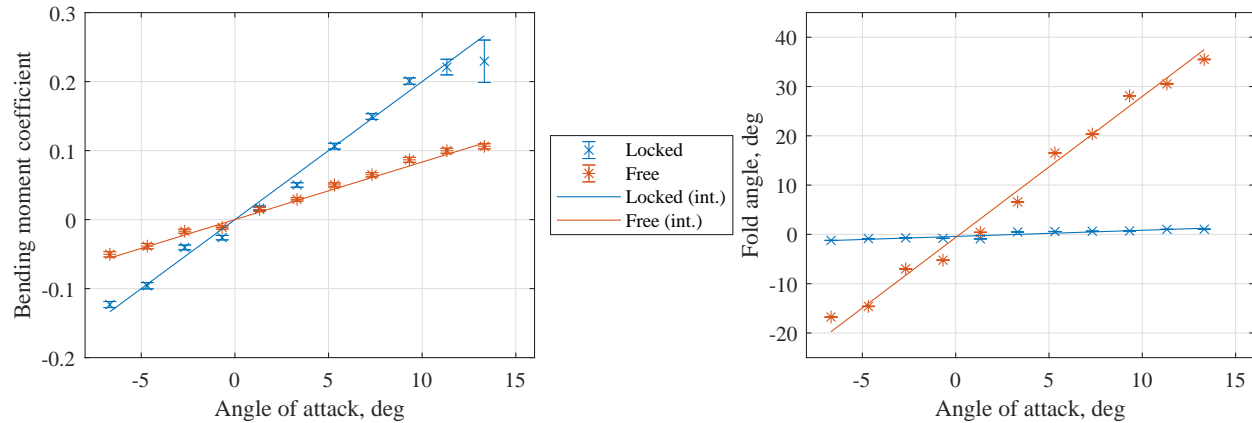 0.3
0.2
0.1
0
-0.1
-0.2
-5
0
5
10
15
Bending moment coefficient
Angle of attack, deg
Locked
Free
Locked (int.)
Free (int.)
40
30
20
10
0
-10
-20
-5
0
5
10
15
Fold angle, deg
Angle of attack, deg